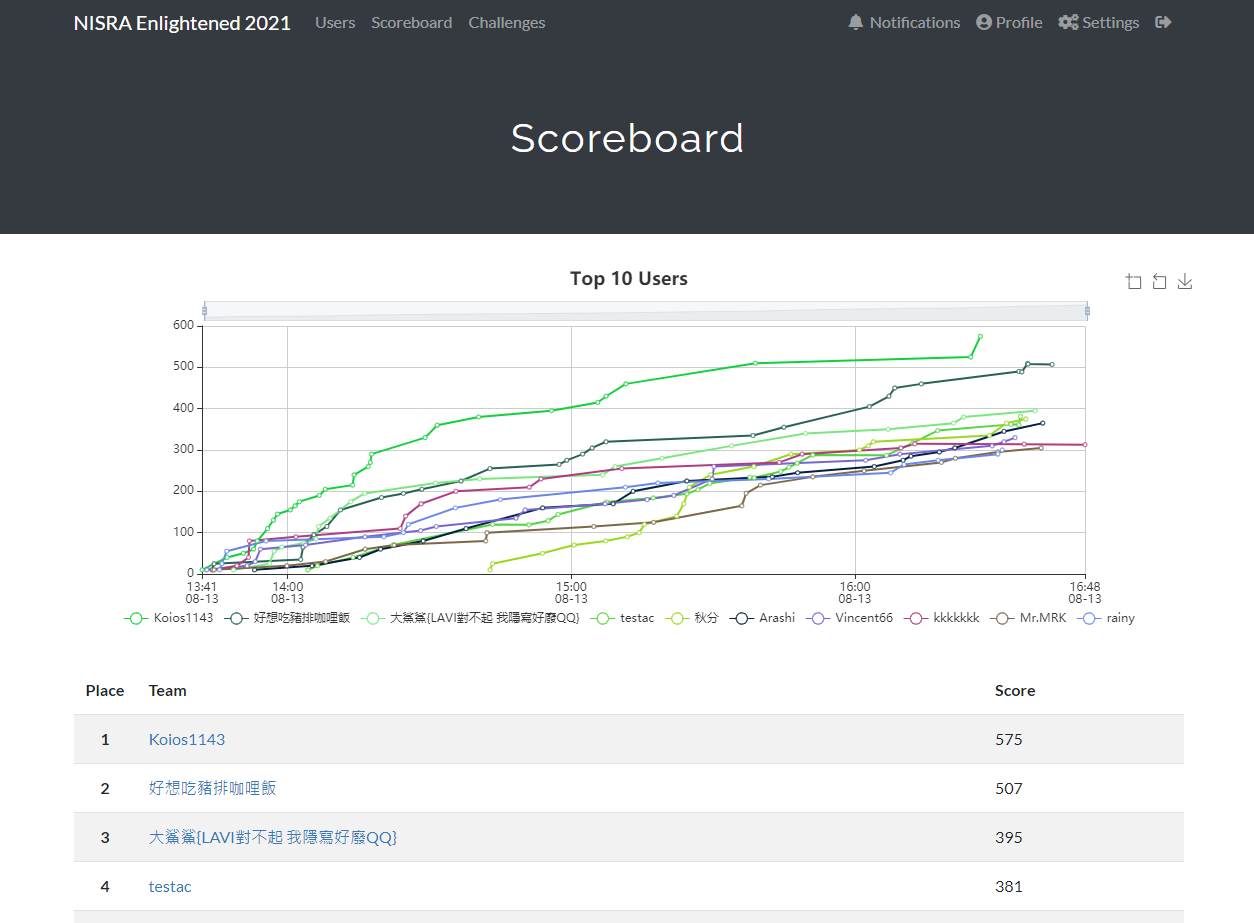 NISRA Enlightened 2021 Users Scoreboard Challenges Notifications Profile Settings
Scoreboard
Top 10 Users
600
500
400
300
200
100
0
13:41 14:00 15:00 16:00 16:48
08-13 08-13 08-13 08-13 08-13
Koios1143 好想吃豬排咖哩飯 大鯊鯊{LAVI對不起 我隱寫好廢QQ} testac 秋分 Arashi Vincent66 kkkkkkk Mr.MRK rainy
Place Team Score
1 Koios1143 575
2 好想吃豬排咖哩飯 507
3 大鯊鯊{LAVI對不起 我隱寫好廢QQ} 395
4 testac 381